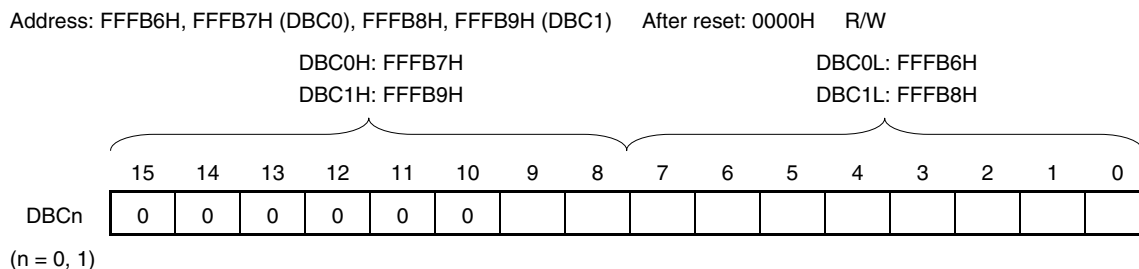 Address: FFFB6H, FFFB7H (DBC0), FFFB8H, FFFB9H (DBC1) After reset: 0000H R/W
DBC0H: FFFB7H DBC0L: FFFB6H
DBC1H: FFFB9H DBC1L: FFFB8H
15 14 13 12 11 10 9 8 7 6 5 4 3 2 1 0
DBCn 0 0 0 0 0 0
(n = 0, 1)